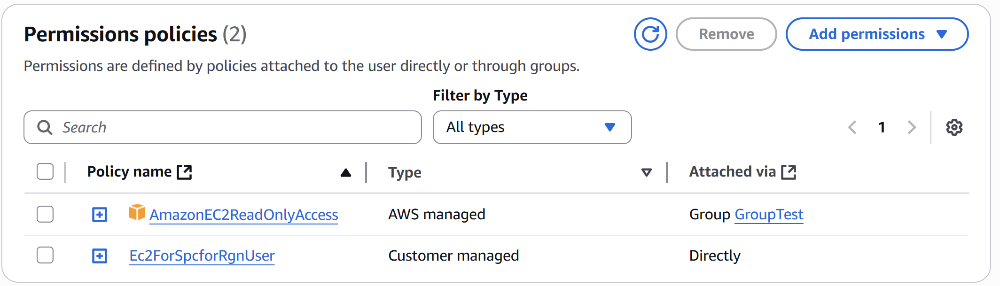 Permissions policies (2)
Remove
Add permissions
Permissions are defined by policies attached to the user directly or through groups.
Filter by Type
Search
All types
1
Policy name
Type
Attached via
AmazonEC2ReadOnlyAccess
AWS managed
Group GroupTest
Ec2ForSpcforRgnUser
Customer managed
Directly